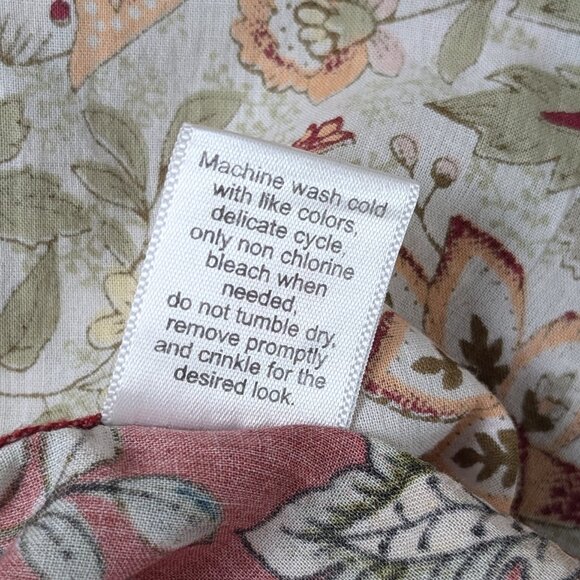 Machine wash cold
with like colors,
delicate cycle,
only non chlorine
bleach when
needed,
do not tumble dry,
remove promptly
and crinkle for the
desired look.